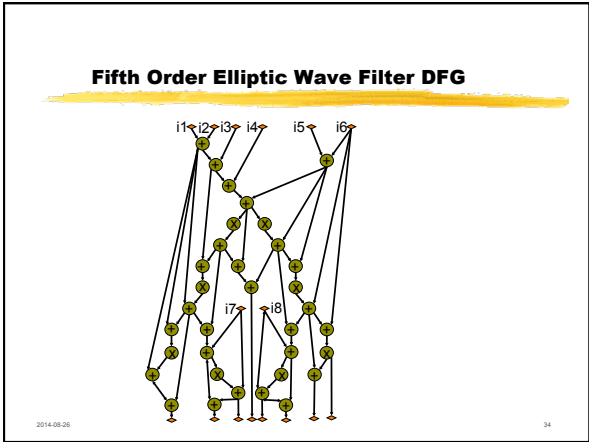 Fifth Order Elliptic Wave Filter DFG
i1 i2 i3 i4 i5 i6
+
+ +
+
+
x x
+ +
+ + +
x + x
+ i7 i8 +
+ + + +
x + + x
+ x x +
+ +
+ + +
2014-08-26 34